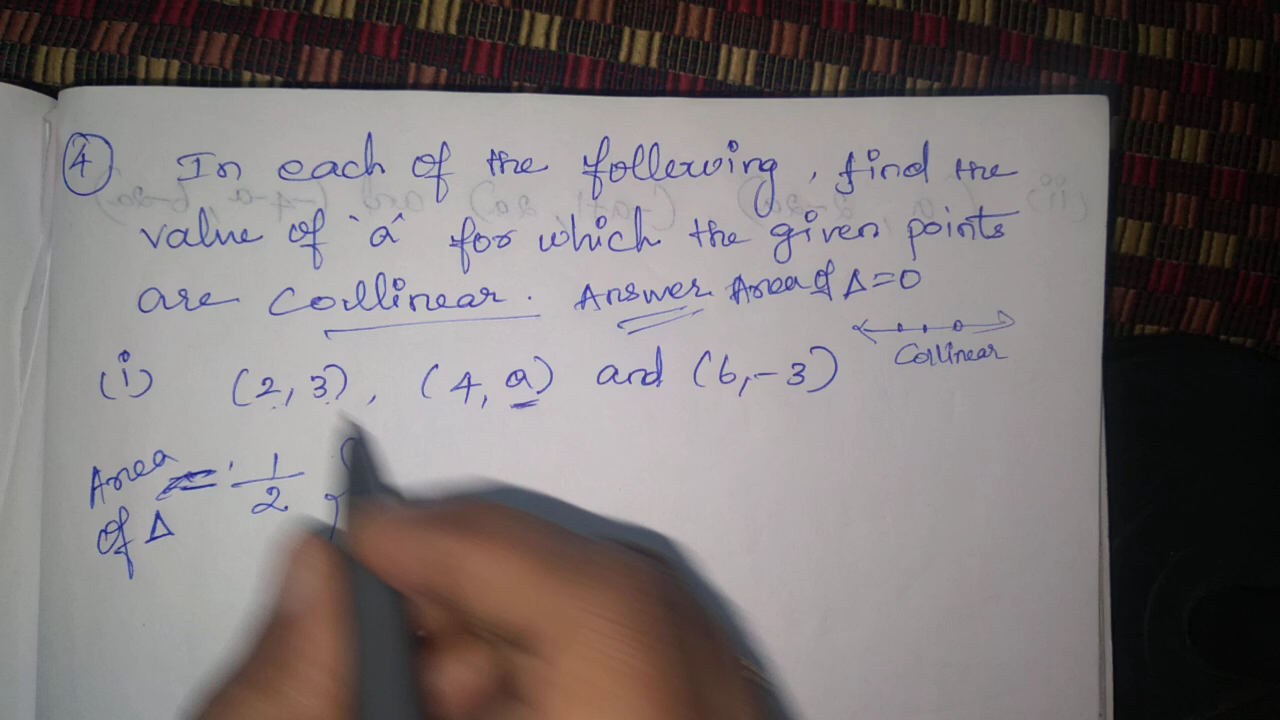 ④ In each of the following, find the
value of `a´ for which the given points
are collinear. Answer Area of Δ=0
Collinear
(i) (2,3), (4, a) and (6,-3)
Area of Δ = 1/2 {